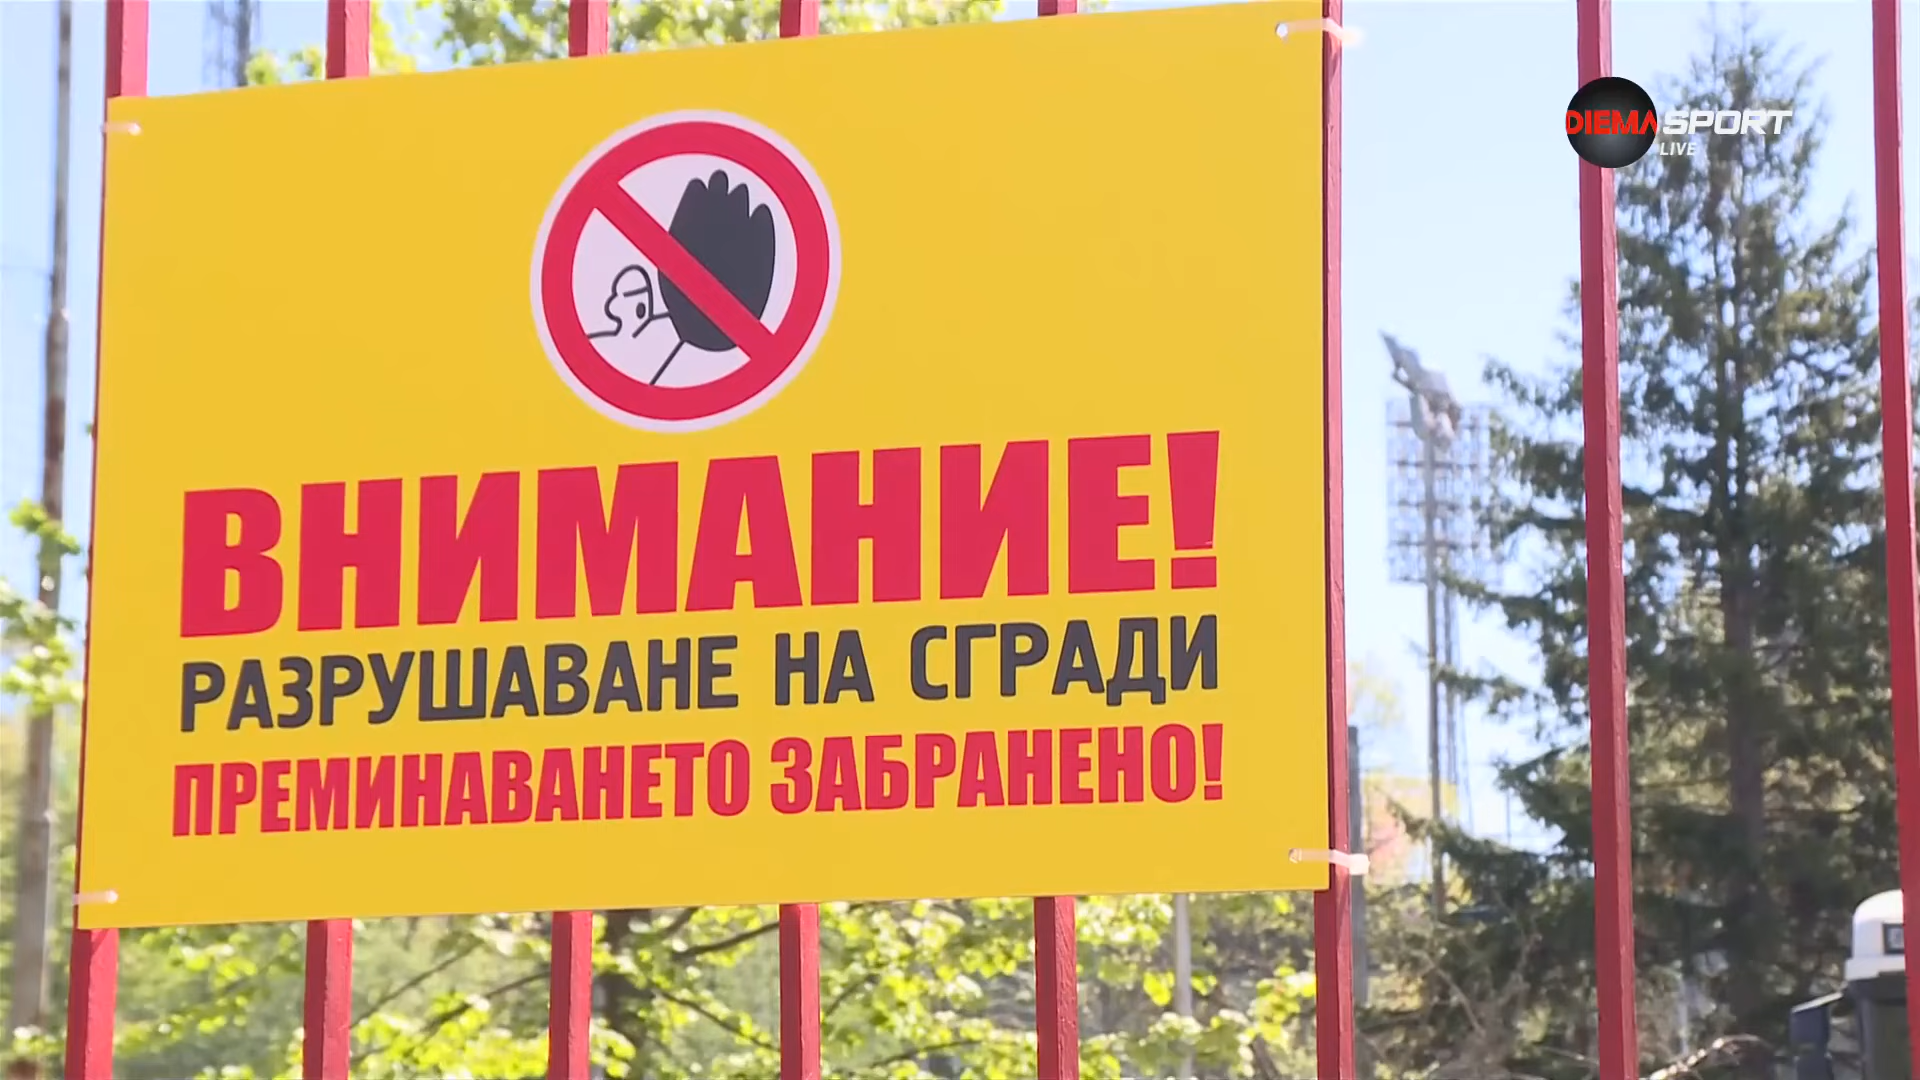 DIEMA SPORT
LIVE
ВНИМАНИЕ!
РАЗРУШАВАНЕ НА СГРАДИ
ПРЕМИНАВАНЕТО ЗАБРАНЕНО!